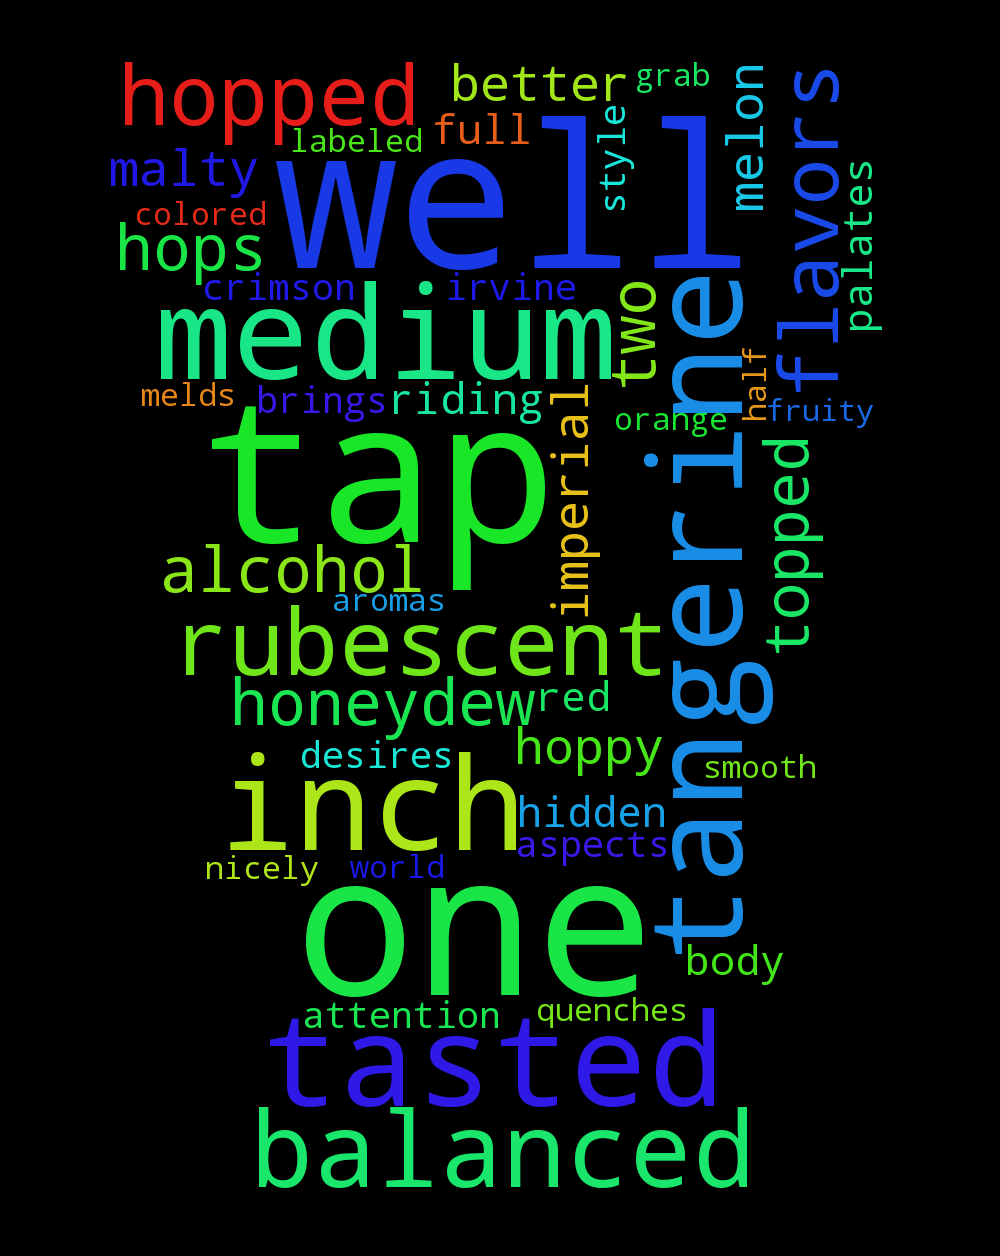 hopped
better
grab
labeled
full
style
melon
flavors
malty
well
palates
colored
hops
crimson
irvine
medium
two
tangerine
half
fruity
melds
brings
riding
imperial
orange
tap
topped
alcohol
aromas
rubescent
honeydew
red
desires
hoppy
smooth
inch
hidden
aspects
nicely
world
one
body
attention
quenches
tasted
balanced